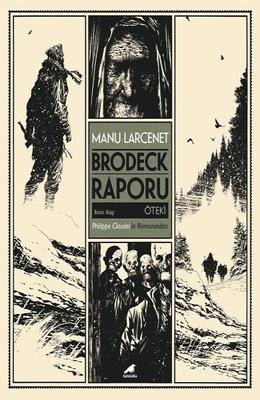 MANU LARCENET
BRODECK
RAPORU
Birinci Kitap
ÖTEKİ
Philippe Claudel'in Romanından